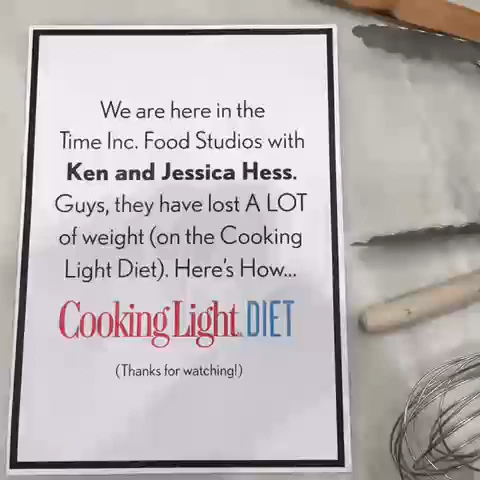 We are here in the
Time Inc. Food Studios with
Ken and Jessica Hess.
Guys, they have lost A LOT
of weight (on the Cooking
Light Diet). Here's How...
Cooking Light DIET
(Thanks for watching!)